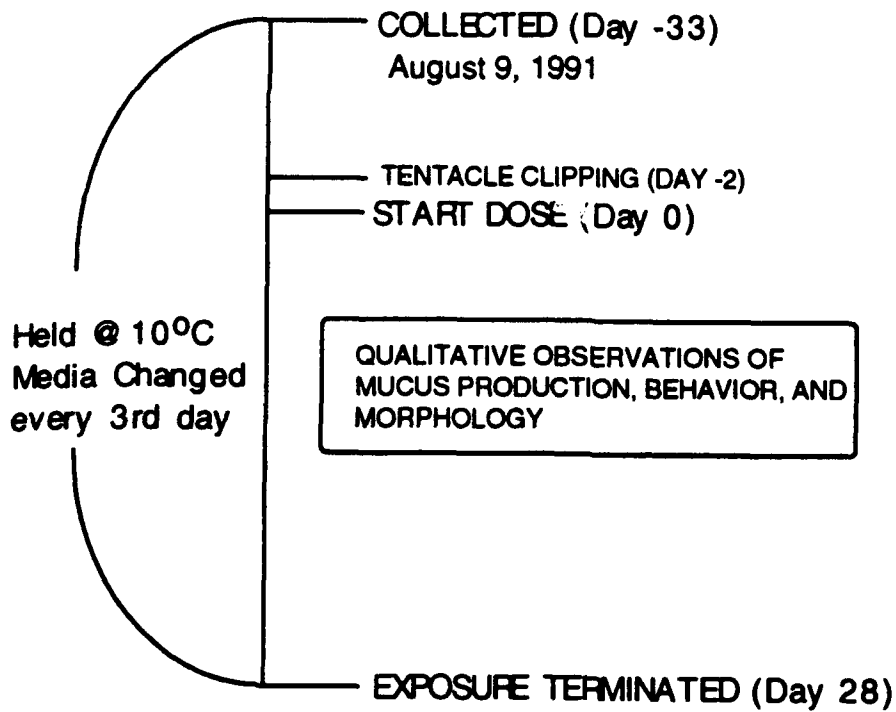 COLLECTED (Day -33)
August 9, 1991
TENTACLE CLIPPING (DAY -2)
START DOSE (Day 0)
Held @ 10°C
Media Changed
every 3rd day
QUALITATIVE OBSERVATIONS OF
MUCUS PRODUCTION, BEHAVIOR, AND
MORPHOLOGY
EXPOSURE TERMINATED (Day 28)